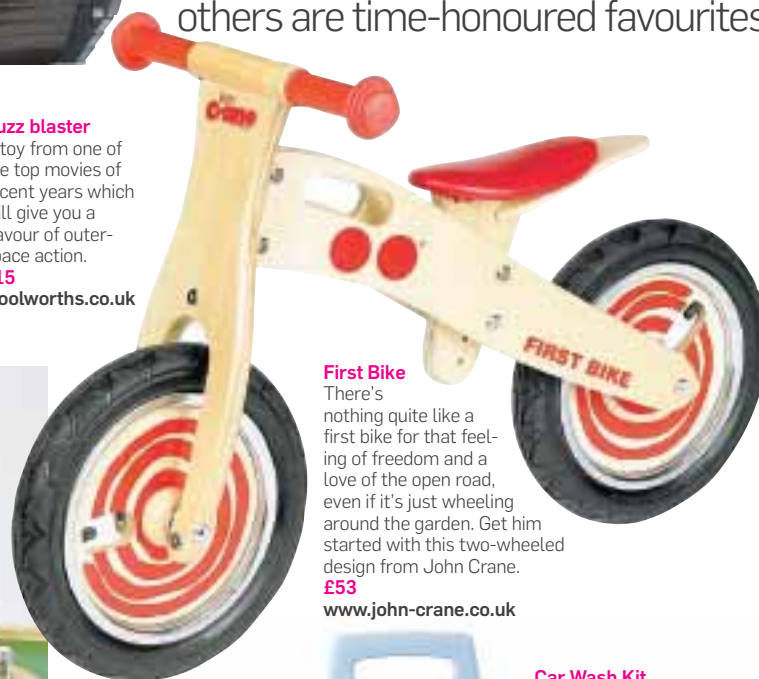 others are time-honoured favourites
uzz blaster
toy from one of
e top movies of
cent years which
ll give you a
avour of outer-
pace action.
15
oolworths.co.uk
Crane
FIRST BIKE
First Bike
There's
nothing quite like a
first bike for that feel-
ing of freedom and a
love of the open road,
even if it's just wheeling
around the garden. Get him
started with this two-wheeled
design from John Crane.
£53
www.john-crane.co.uk
Car Wash Kit